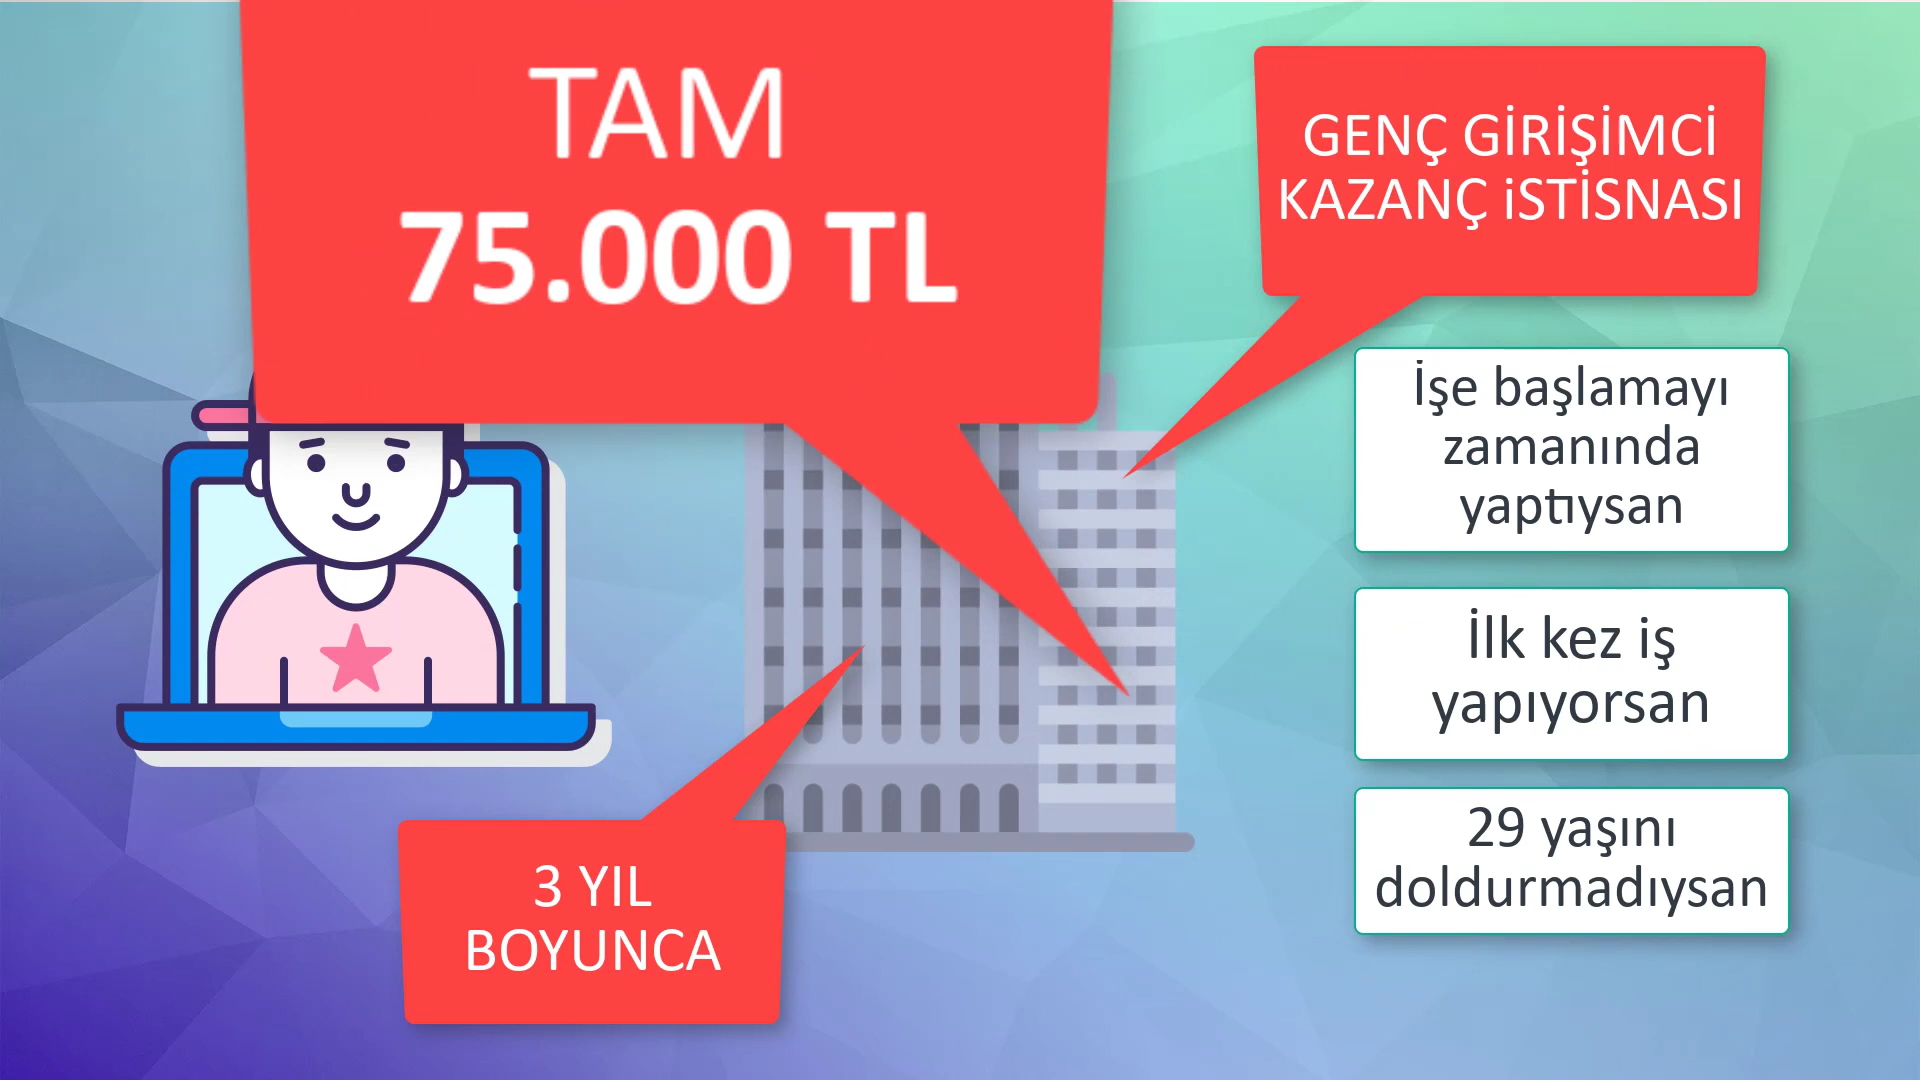 TAM
75.000 TL
GENÇ GİRİŞİMCİ
KAZANÇ iSTİSNASI
İşe başlamayı
zamanında
yaptıysan
İlk kez iş
yapıyorsan
29 yaşını
doldurmadıysan
3 YIL
BOYUNCA